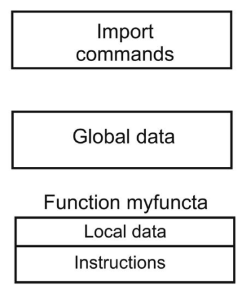 Import
commands
Global data
Function myfuncta
Local data
Instructions